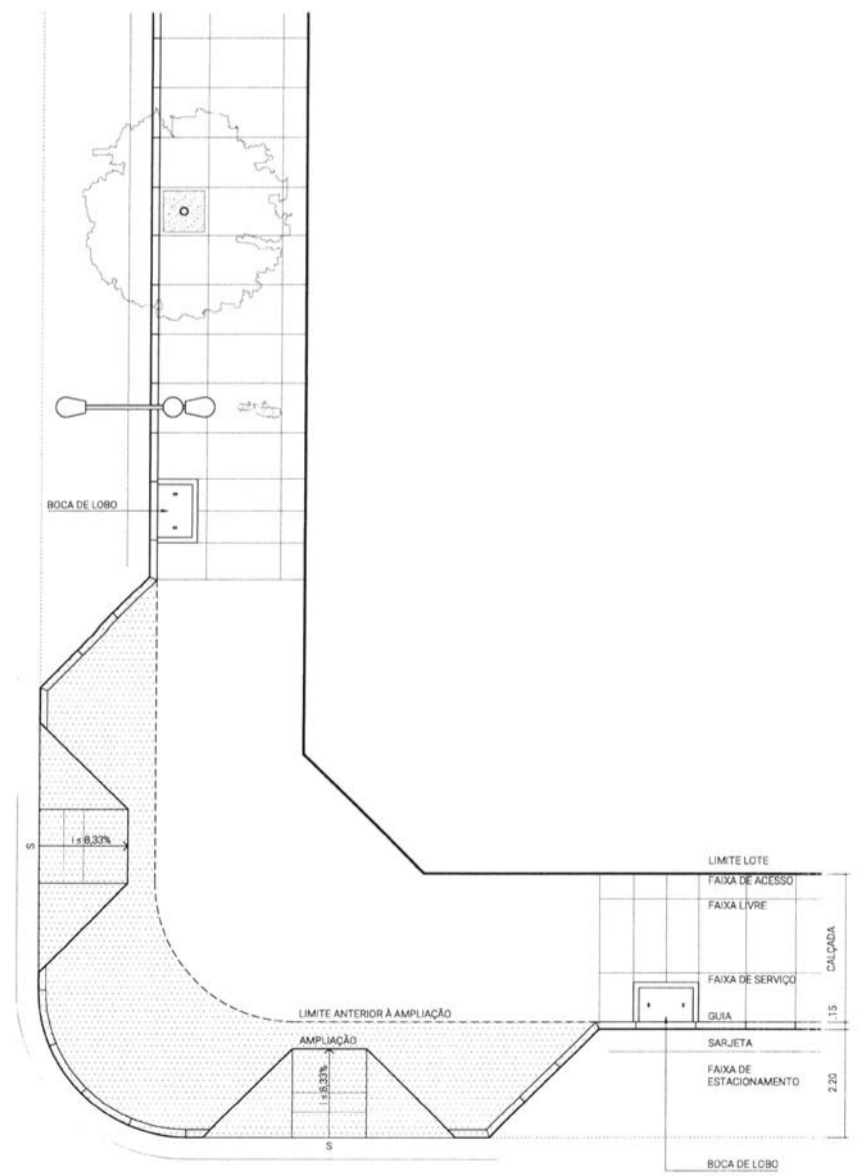 BOCA DE LOBO
S
i ≤ 8,33%
LIMITE LOTE
FAIXA DE ACESSO
FAIXA LIVRE
CALÇADA
FAIXA DE SERVIÇO
LIMITE ANTERIOR À AMPLIAÇÃO
GUIA
.15
AMPLIAÇÃO
SARJETA
i ≤ 8,33%
FAIXA DE
ESTACIONAMENTO
2.20
S
BOCA DE LOBO